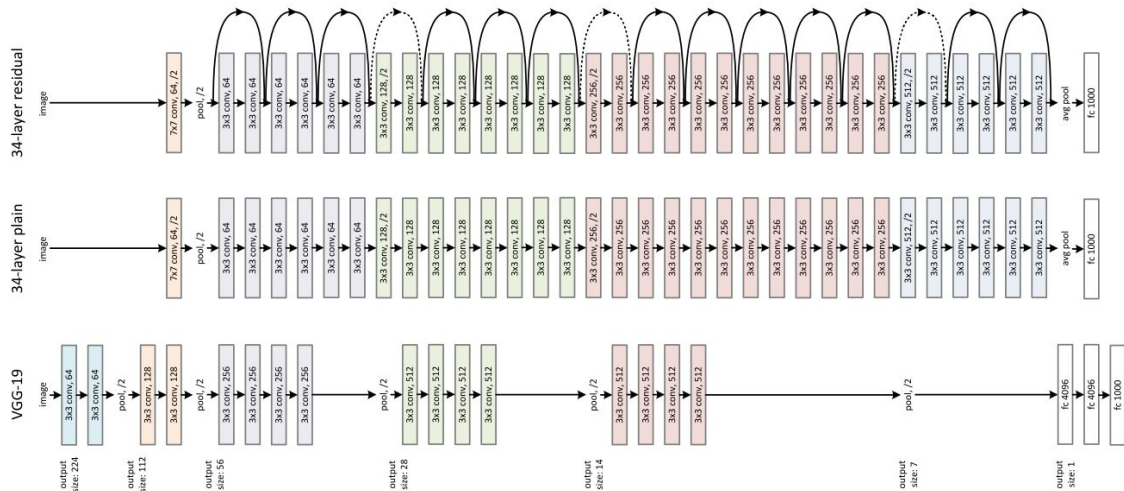 34-layer residual
image
7x7 conv, 64, /2
pool, /2
3x3 conv, 64
3x3 conv, 64
3x3 conv, 64
3x3 conv, 64
3x3 conv, 64
3x3 conv, 64
3x3 conv, 128, /2
3x3 conv, 128
3x3 conv, 128
3x3 conv, 128
3x3 conv, 128
3x3 conv, 128
3x3 conv, 128
3x3 conv, 128
3x3 conv, 256, /2
3x3 conv, 256
3x3 conv, 256
3x3 conv, 256
3x3 conv, 256
3x3 conv, 256
3x3 conv, 256
3x3 conv, 256
3x3 conv, 256
3x3 conv, 256
3x3 conv, 256
3x3 conv, 256
3x3 conv, 512, /2
3x3 conv, 512
3x3 conv, 512
3x3 conv, 512
3x3 conv, 512
3x3 conv, 512
avg pool
fc 1000
34-layer plain
image
7x7 conv, 64, /2
pool, /2
3x3 conv, 64
3x3 conv, 64
3x3 conv, 64
3x3 conv, 64
3x3 conv, 64
3x3 conv, 64
3x3 conv, 128, /2
3x3 conv, 128
3x3 conv, 128
3x3 conv, 128
3x3 conv, 128
3x3 conv, 128
3x3 conv, 128
3x3 conv, 128
3x3 conv, 256, /2
3x3 conv, 256
3x3 conv, 256
3x3 conv, 256
3x3 conv, 256
3x3 conv, 256
3x3 conv, 256
3x3 conv, 256
3x3 conv, 256
3x3 conv, 256
3x3 conv, 256
3x3 conv, 256
3x3 conv, 512, /2
3x3 conv, 512
3x3 conv, 512
3x3 conv, 512
3x3 conv, 512
3x3 conv, 512
avg pool
fc 1000
VGG-19
image
3x3 conv, 64
3x3 conv, 64
pool, /2
3x3 conv, 128
3x3 conv, 128
pool, /2
3x3 conv, 256
3x3 conv, 256
3x3 conv, 256
3x3 conv, 256
pool, /2
3x3 conv, 512
3x3 conv, 512
3x3 conv, 512
3x3 conv, 512
pool, /2
3x3 conv, 512
3x3 conv, 512
3x3 conv, 512
3x3 conv, 512
pool, /2
fc 4096
fc 4096
fc 1000
output
size: 224
output
size: 112
output
size: 56
output
size: 28
output
size: 14
output
size: 7
output
size: 1